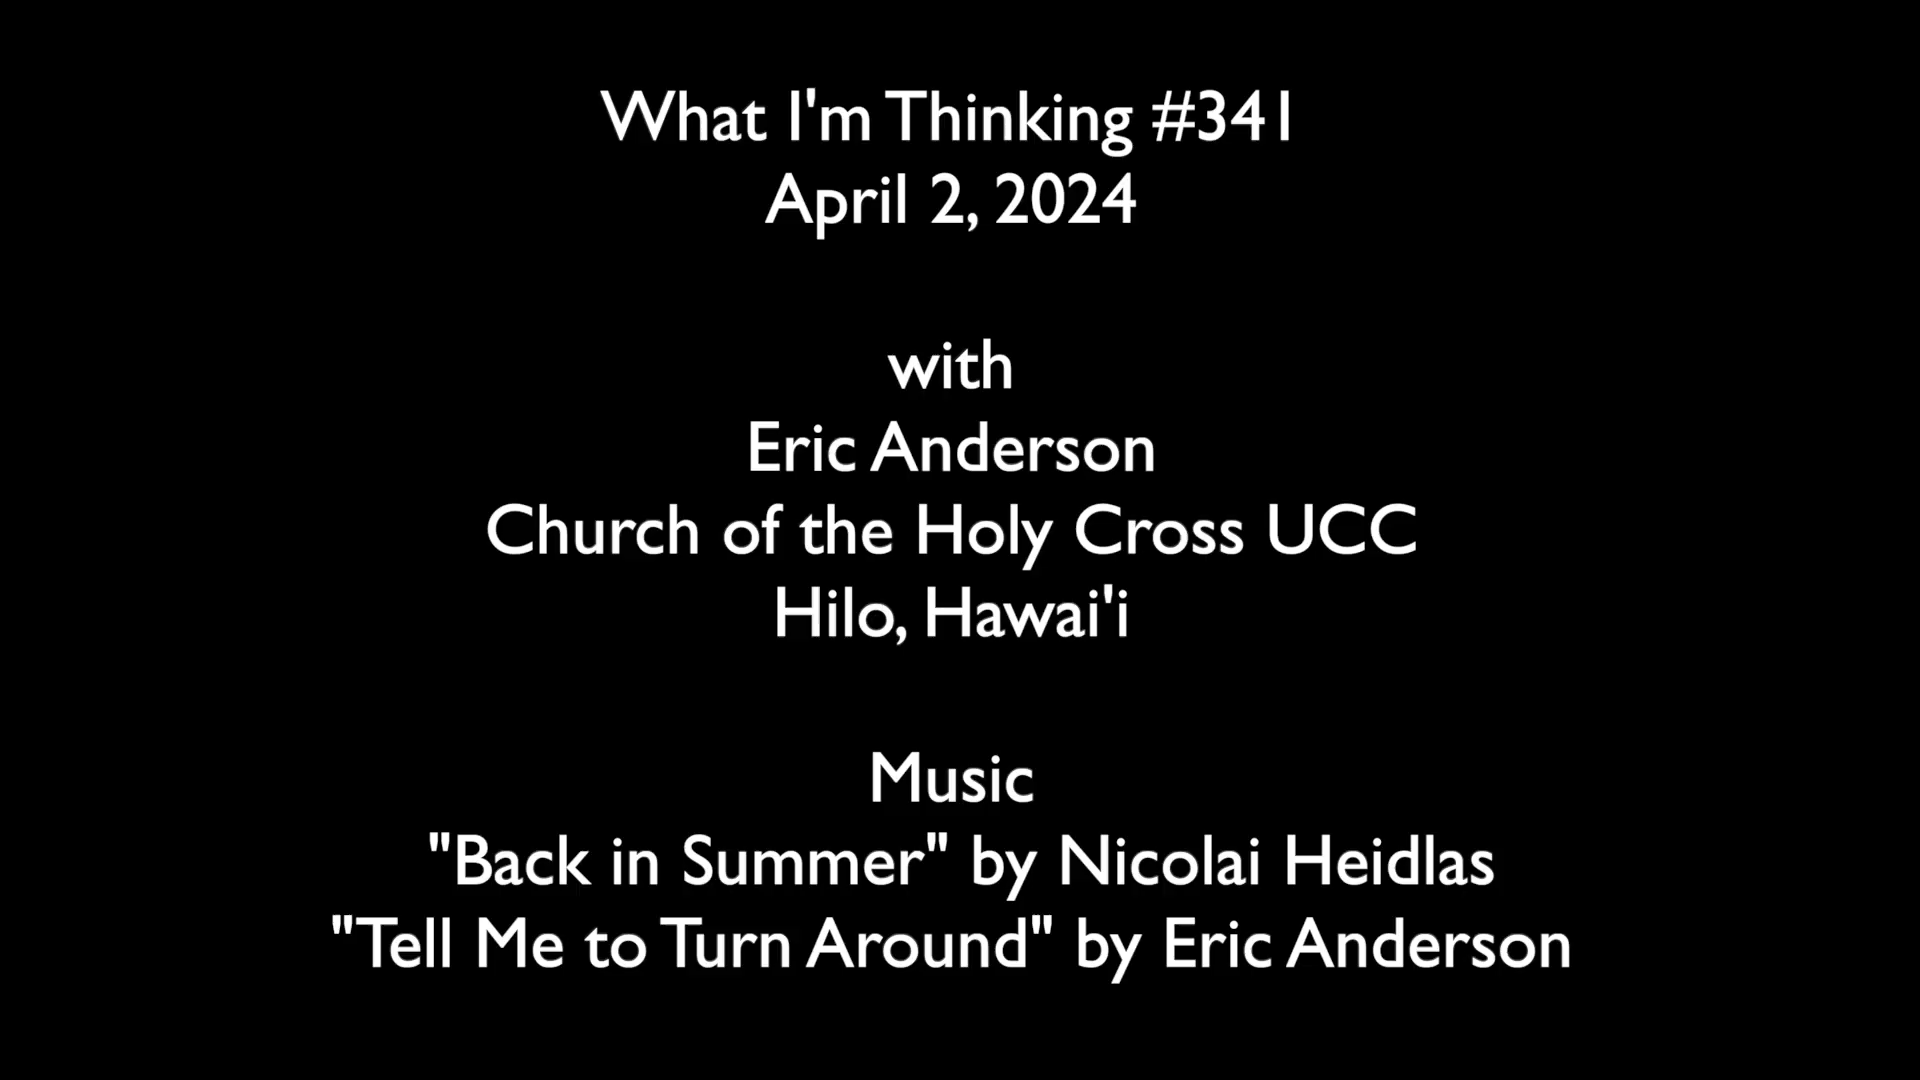 What I'm Thinking #341
April 2, 2024
with
Eric Anderson
Church of the Holy Cross UCC
Hilo, Hawai'i
Music
"Back in Summer" by Nicolai Heidlas
"Tell Me to Turn Around" by Eric Anderson